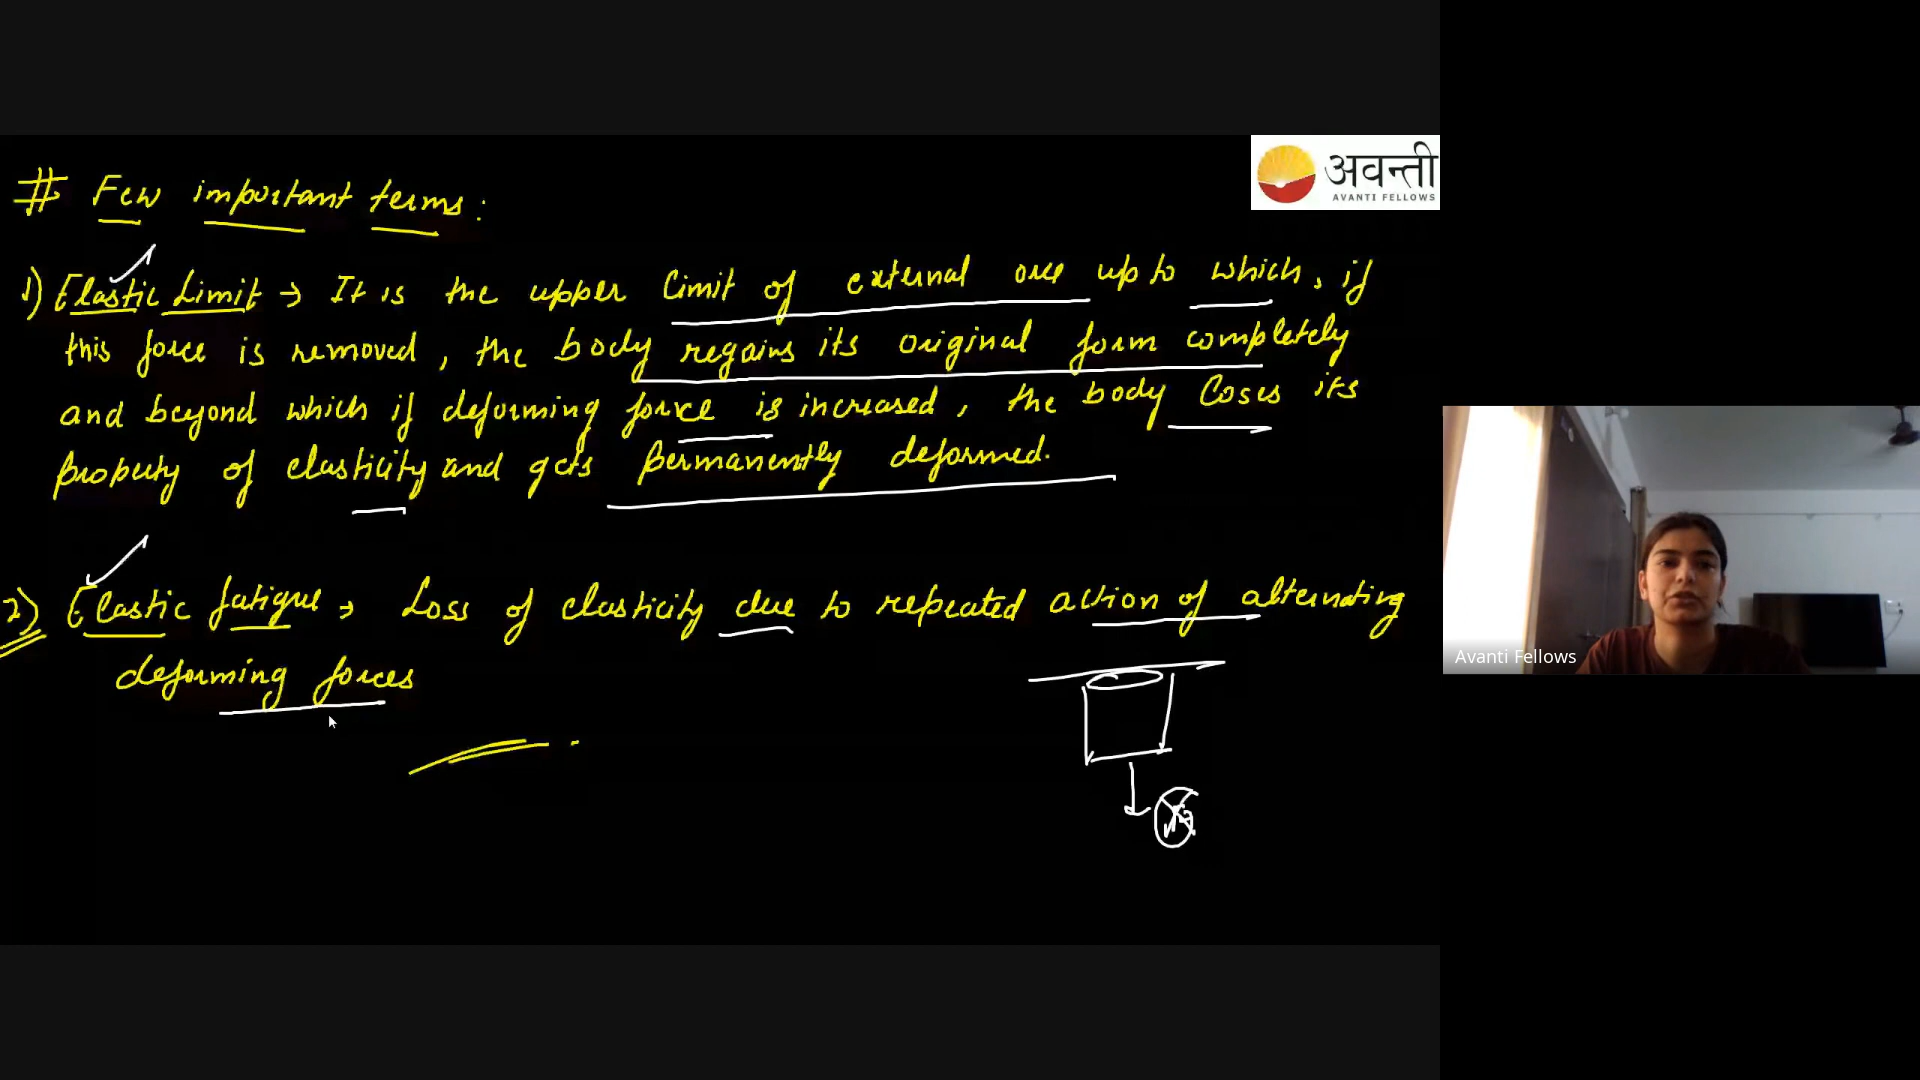 # Few important terms:
1) Elastic Limit → It is the upper limit of external orce upto which, if
this force is removed, the body regains its original form completely
and beyond which if deforming force is increased, the body loses its
property of elasticity and gets permanently deformed.
2) Elastic fatigue → Loss of elasticity due to repeated action of alternating
deforming forces
अवन्ती
AVANTI FELLOWS
Avanti Fellows